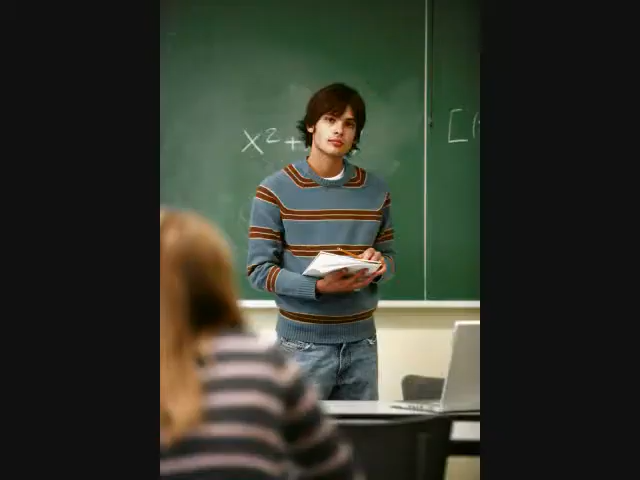 x² +
[